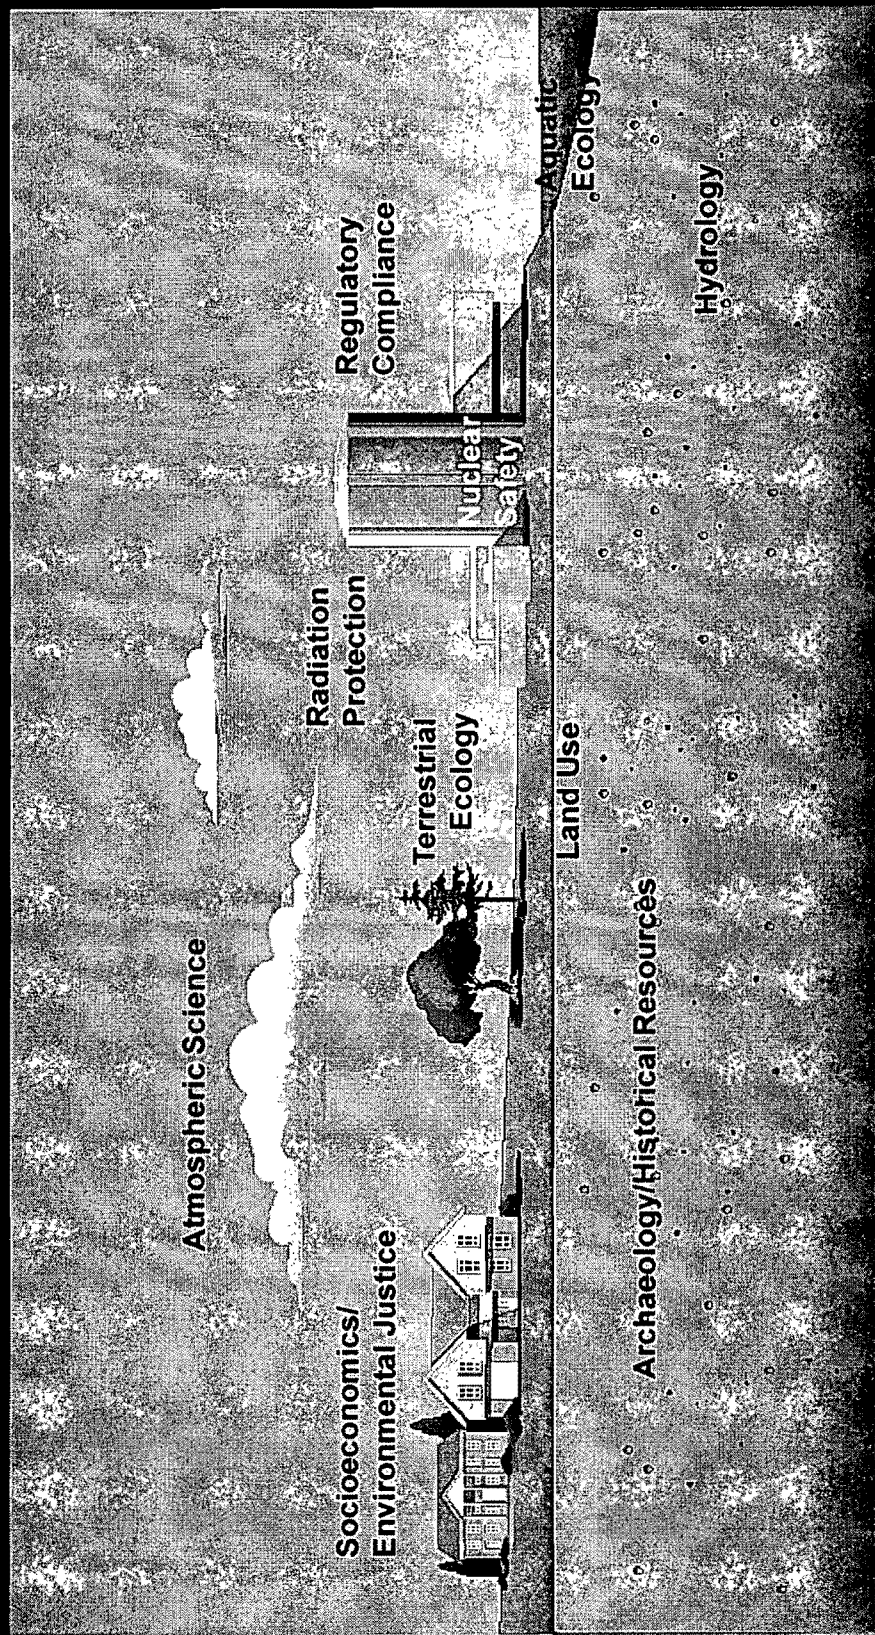 Atmospheric Science
Socioeconomics/
Environmental Justice
Radiation
Protection
Regulatory
Compliance
Terrestrial
Ecology
Nuclear
Safety
Aquatic
Ecology
Land Use
Archaeology/Historical Resources
Hydrology